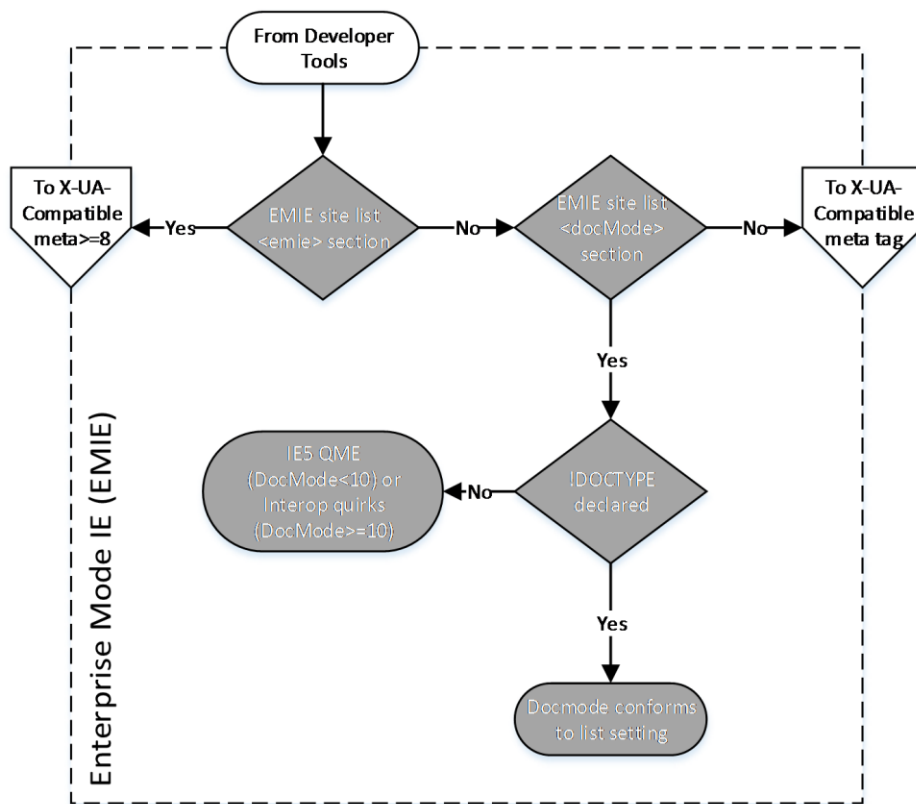 From Developer
Tools
To X-UA-
Compatible
meta>=8
Yes
EMIE site list
<emie> section
No
EMIE site list
<docMode>
section
No
To X-UA-
Compatible
meta tag
Yes
IE5 QME
(DocMode<10) or
Interop quirks
(DocMode>=10)
No
!DOCTYPE
declared
Yes
Docmode conforms
to list setting
Enterprise Mode IE (EMIE)